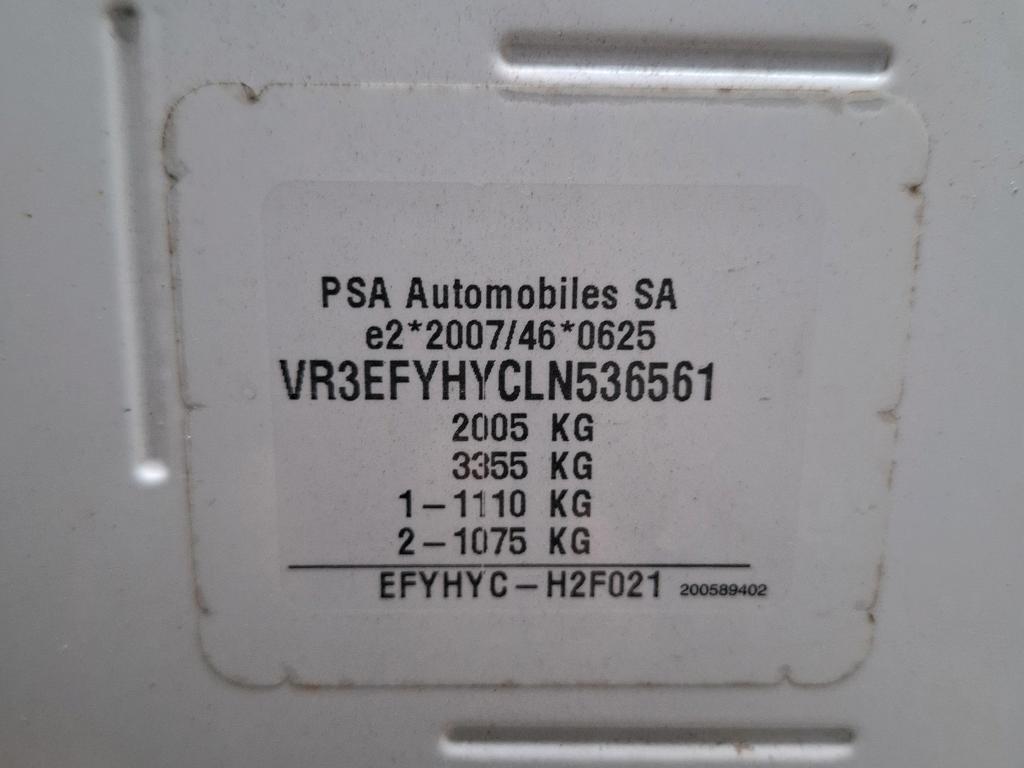 PSA Automobiles SA
e2*2007/46*0625
VR3EFYHYCLN536561
2005 KG
3355 KG
1-1110 KG
2-1075 KG
EFYHYC-H2F021 200589402